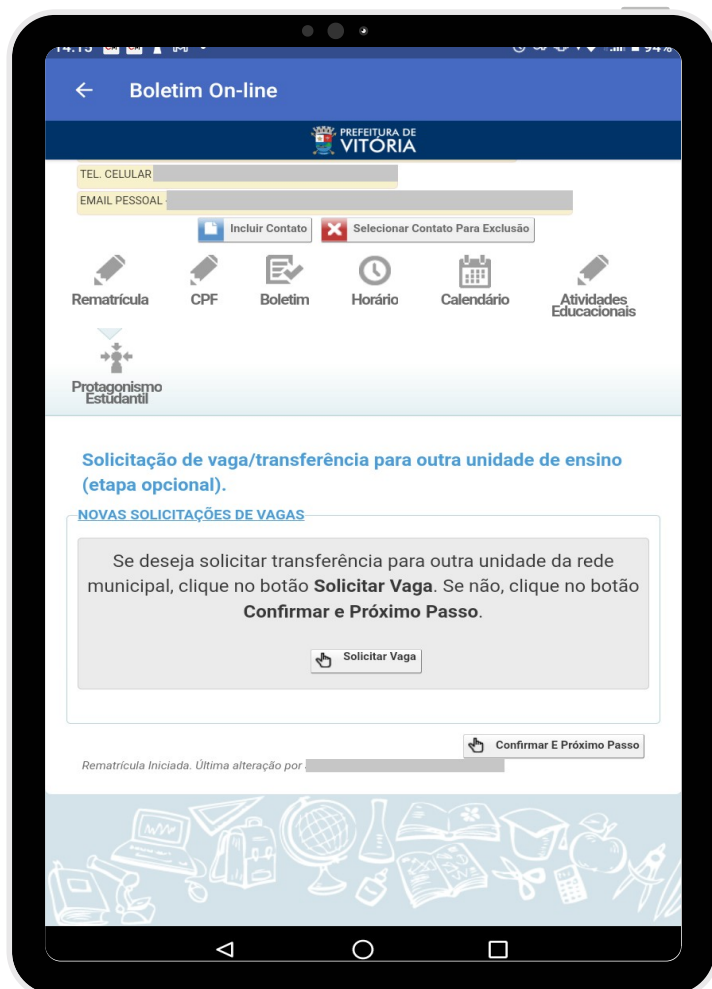 14:15
94%
Boletim On-line
PREFEITURA DE
VITÓRIA
TEL. CELULAR
EMAIL PESSOAL
Incluir Contato Selecionar Contato Para Exclusão
Rematrícula CPF Boletim Horário Calendário Atividades
Educacionais
Protagonismo
Estudantil
Solicitação de vaga/transferência para outra unidade de ensino
(etapa opcional).
NOVAS SOLICITAÇÕES DE VAGAS
Se deseja solicitar transferência para outra unidade da rede
municipal, clique no botão Solicitar Vaga. Se não, clique no botão
Confirmar e Próximo Passo.
Solicitar Vaga
Confirmar E Próximo Passo
Rematrícula Iniciada. Última alteração por